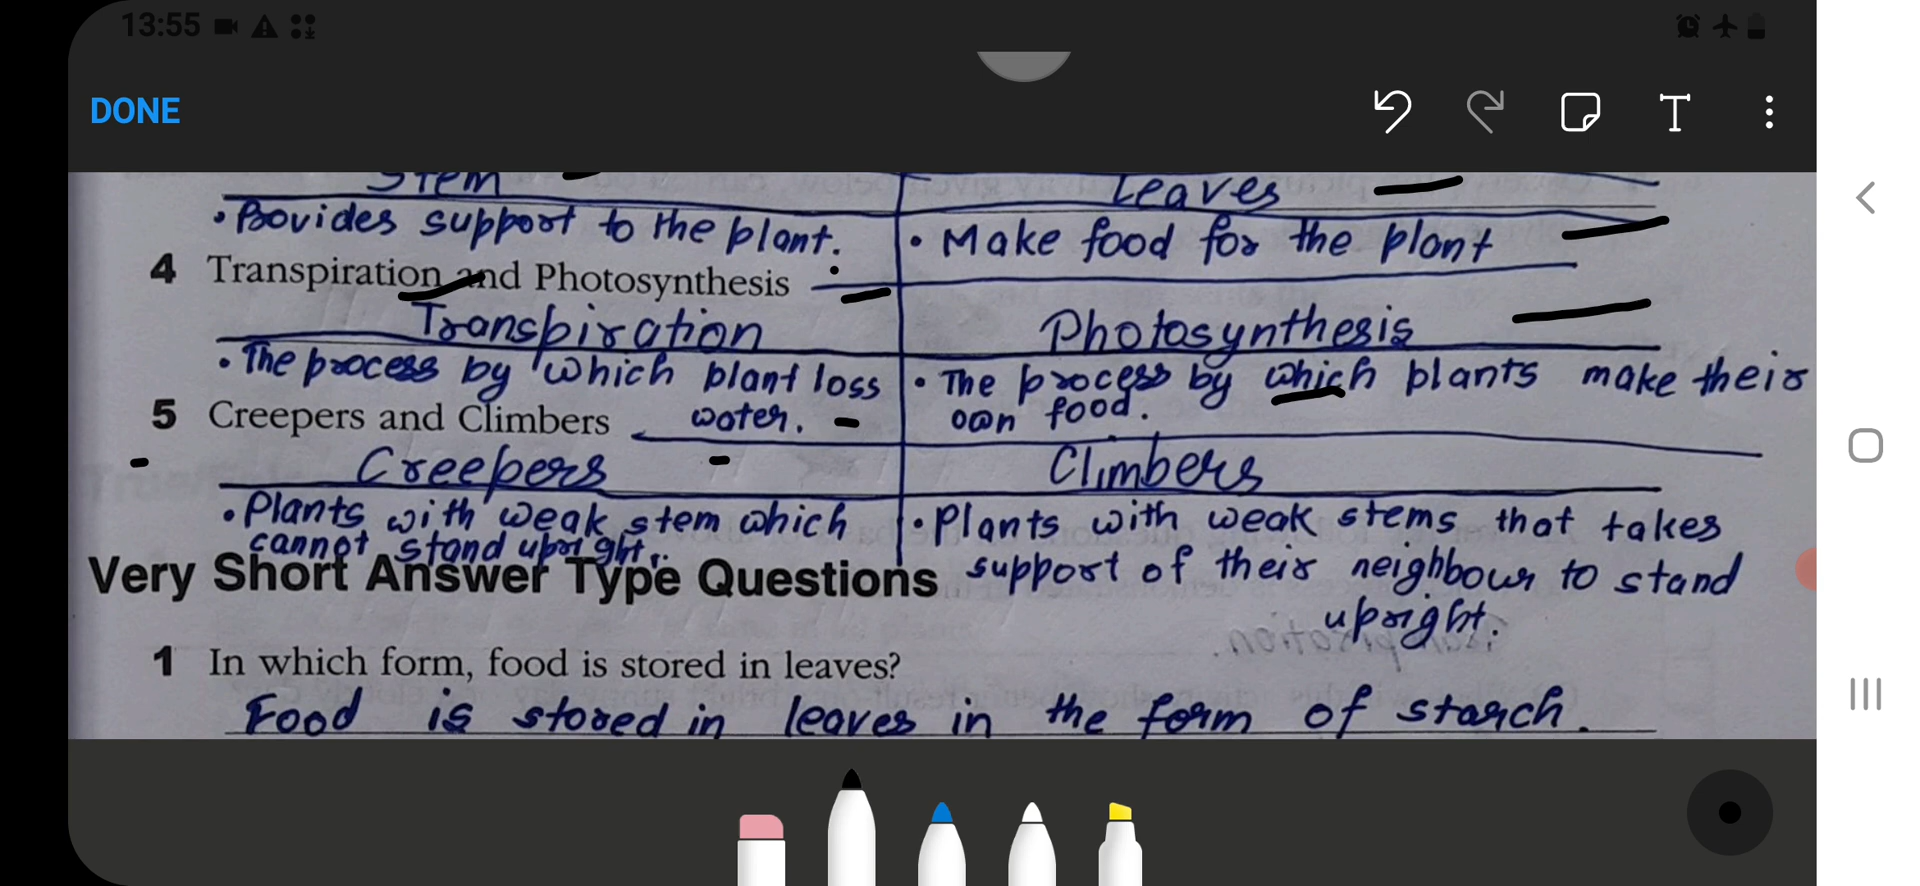 13:55
DONE
T
Stem
Leaves
• Provides support to the plant.
• Make food for the plant
4 Transpiration and Photosynthesis
Transpiration
Photosynthesis
• The process by which plant loss
water.
• The process by which plants make their
own food.
5 Creepers and Climbers
Creepers
Climbers
• Plants with weak stem which
cannot stand upright.
• Plants with weak stems that takes
support of their neighbour to stand
upright.
Very Short Answer Type Questions
1 In which form, food is stored in leaves?
Food is stored in leaves in the form of starch.